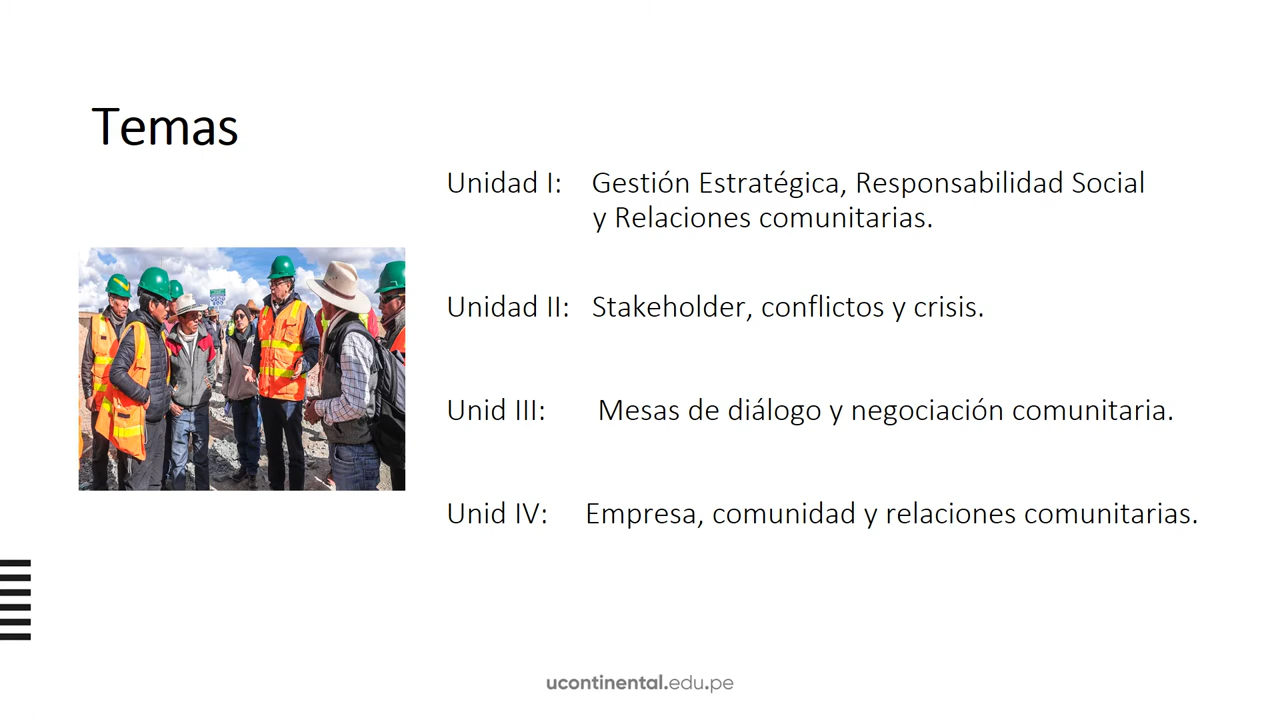 Temas
Unidad I: Gestión Estratégica, Responsabilidad Social
y Relaciones comunitarias.
Unidad II: Stakeholder, conflictos y crisis.
Unid III: Mesas de diálogo y negociación comunitaria.
Unid IV: Empresa, comunidad y relaciones comunitarias.
ucontinental.edu.pe